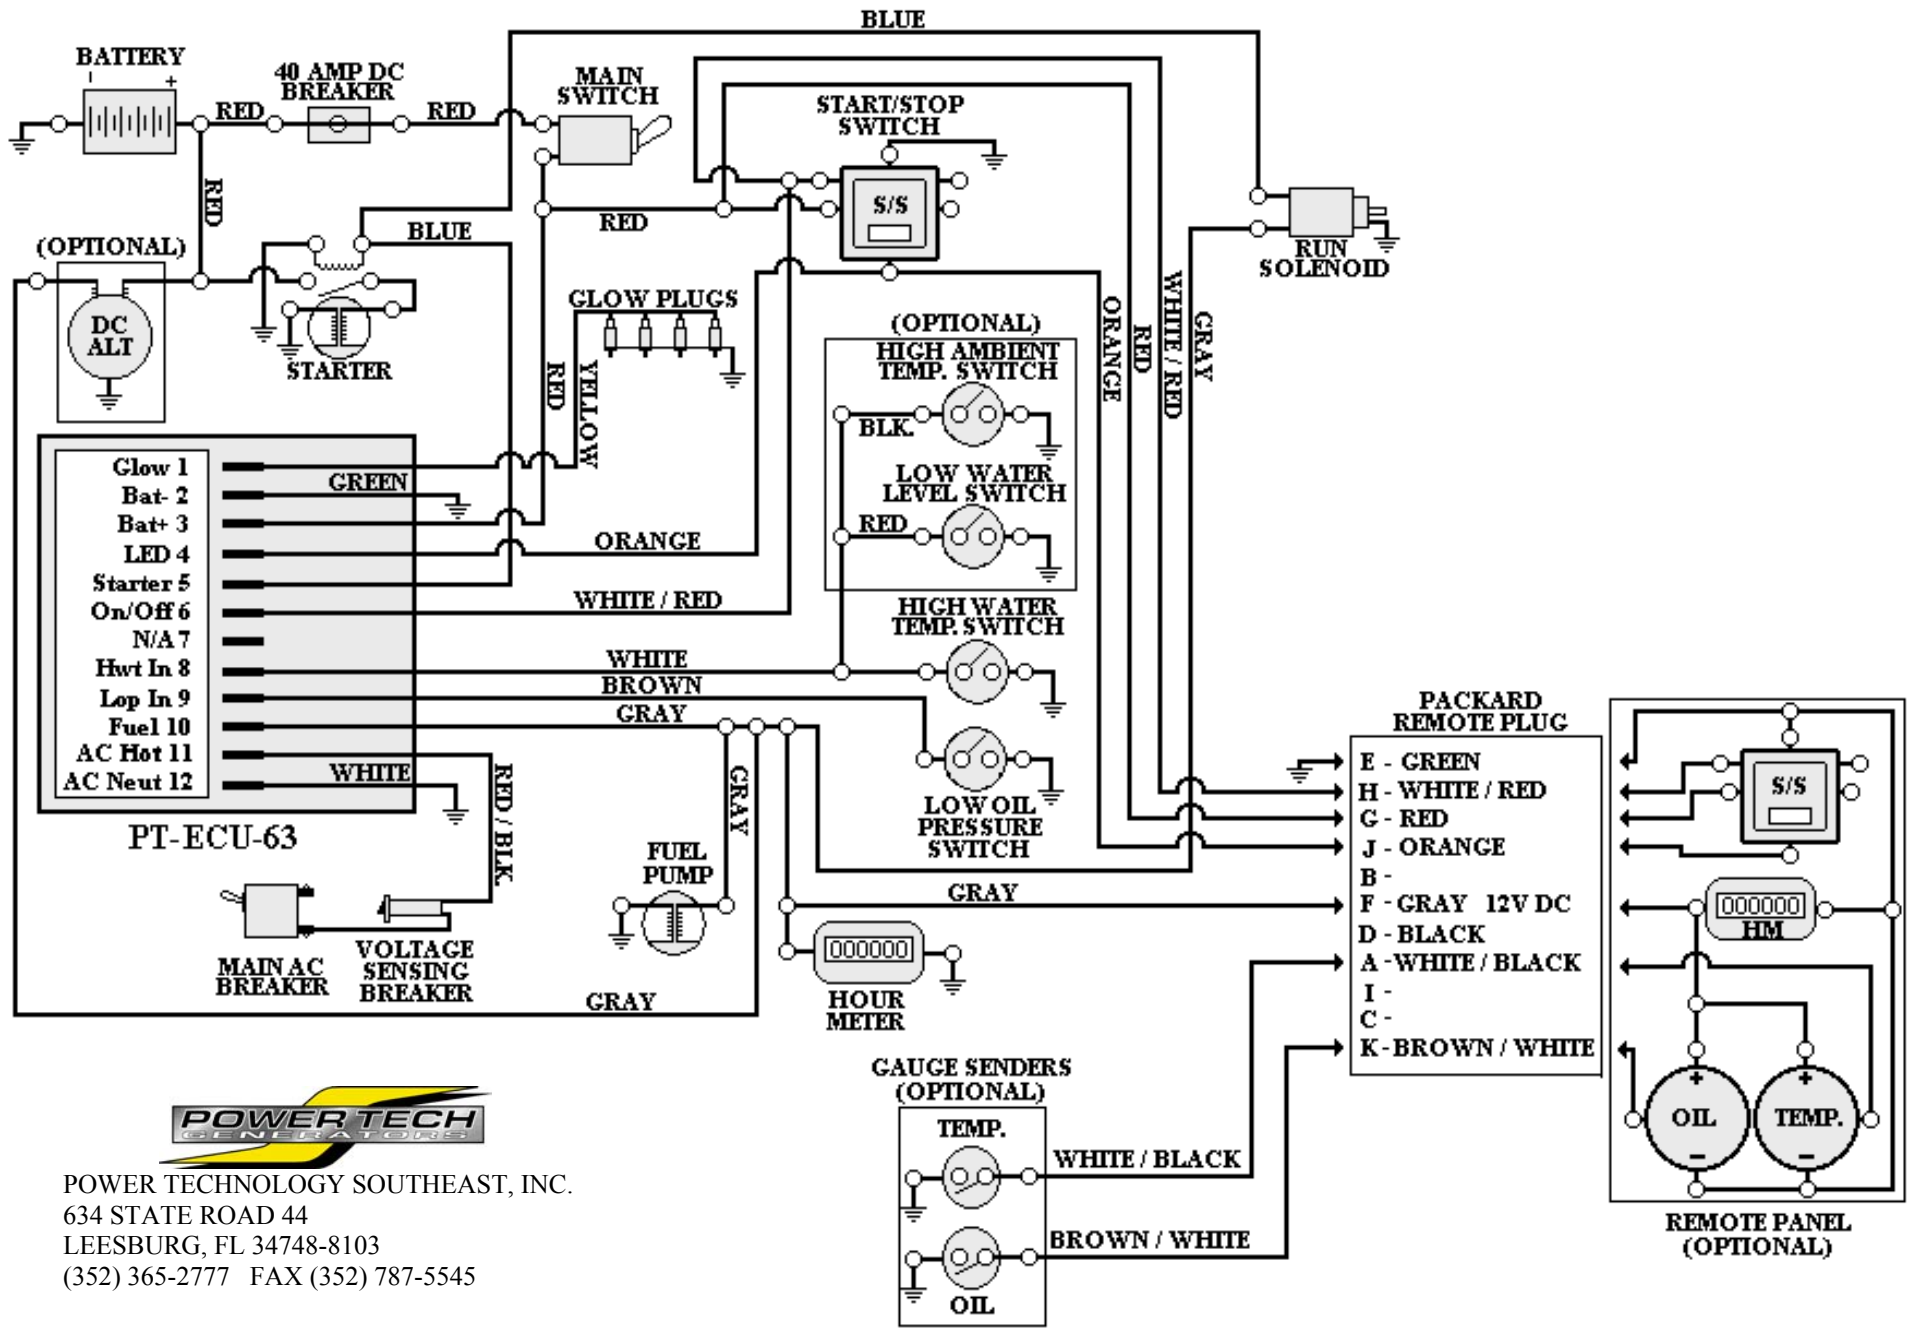 BLUE
BATTERY
- +
40 AMP DC
BREAKER
RED
RED
MAIN
SWITCH
START/STOP
SWITCH
S/S
RED
RED
BLUE
(OPTIONAL)
DC
ALT
STARTER
GLOW PLUGS
RED
YELLOW
RUN
SOLENOID
ORANGE
RED
WHITE / RED
GRAY
(OPTIONAL)
HIGH AMBIENT
TEMP. SWITCH
BLK.
LOW WATER
LEVEL SWITCH
RED
HIGH WATER
TEMP. SWITCH
LOW OIL
PRESSURE
SWITCH
Glow 1
Bat- 2
Bat+ 3
LED 4
Starter 5
On/Off 6
N/A 7
Hwt In 8
Lop In 9
Fuel 10
AC Hot 11
AC Neut 12
GREEN
ORANGE
WHITE / RED
WHITE
BROWN
GRAY
WHITE
PT-ECU-63
RED / BLK.
GRAY
FUEL
PUMP
MAIN AC
BREAKER
VOLTAGE
SENSING
BREAKER
GRAY
GRAY
000000
HOUR
METER
PACKARD
REMOTE PLUG
E - GREEN
H - WHITE / RED
G - RED
J - ORANGE
B -
F - GRAY 12V DC
D - BLACK
A - WHITE / BLACK
I -
C -
K - BROWN / WHITE
S/S
000000
HM
+
OIL
-
+
TEMP.
-
REMOTE PANEL
(OPTIONAL)
GAUGE SENDERS
(OPTIONAL)
TEMP.
WHITE / BLACK
BROWN / WHITE
OIL
POWER TECH
GENERATORS
POWER TECHNOLOGY SOUTHEAST, INC.
634 STATE ROAD 44
LEESBURG, FL 34748-8103
(352) 365-2777 FAX (352) 787-5545